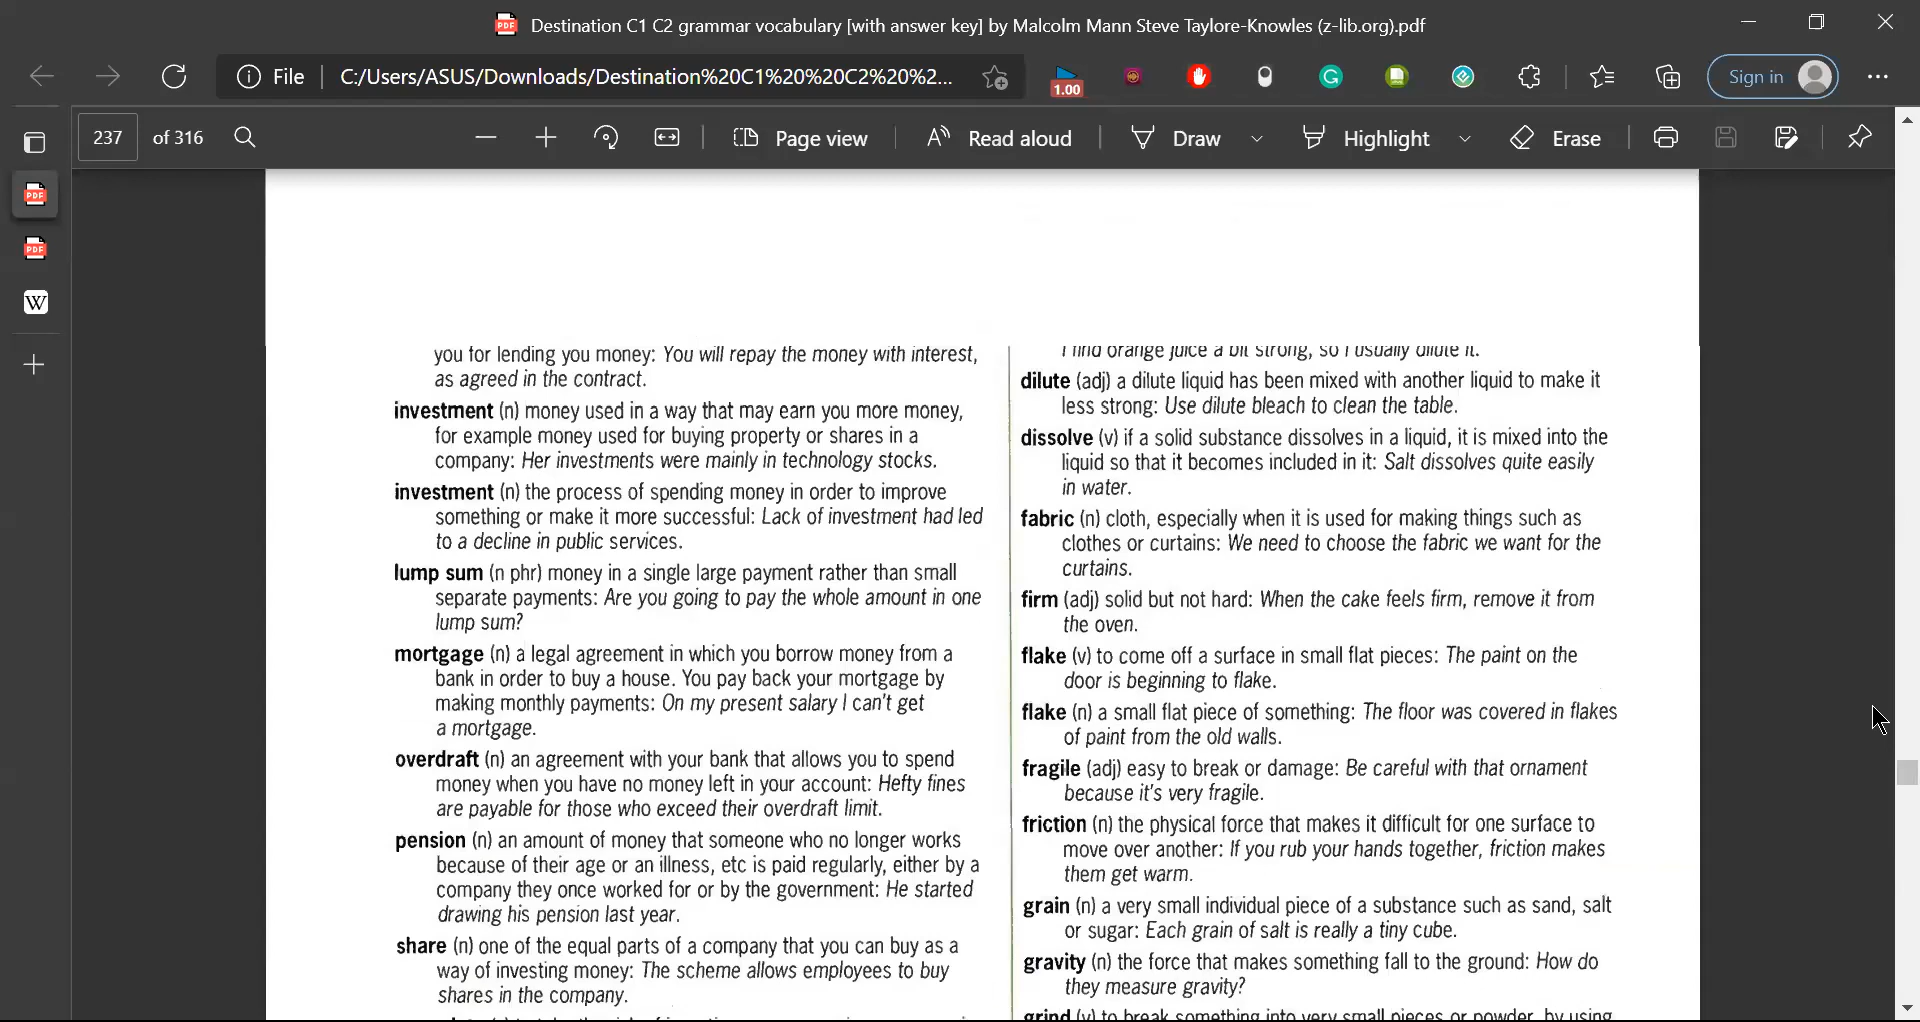 Destination C1 C2 grammar vocabulary [with answer key] by Malcolm Mann Steve Taylore-Knowles (z-lib.org).pdf
File C:/Users/ASUS/Downloads/Destination%20C1%20%20C2%20%2... 1.00 Sign in
237 of 316 Page view Read aloud Draw Highlight Erase
you for lending you money: You will repay the money with interest,
as agreed in the contract.
investment (n) money used in a way that may earn you more money,
for example money used for buying property or shares in a
company: Her investments were mainly in technology stocks.
investment (n) the process of spending money in order to improve
something or make it more successful: Lack of investment had led
to a decline in public services.
lump sum (n phr) money in a single large payment rather than small
separate payments: Are you going to pay the whole amount in one
lump sum?
mortgage (n) a legal agreement in which you borrow money from a
bank in order to buy a house. You pay back your mortgage by
making monthly payments: On my present salary I can't get
a mortgage.
overdraft (n) an agreement with your bank that allows you to spend
money when you have no money left in your account: Hefty fines
are payable for those who exceed their overdraft limit.
pension (n) an amount of money that someone who no longer works
because of their age or an illness, etc is paid regularly, either by a
company they once worked for or by the government: He started
drawing his pension last year.
share (n) one of the equal parts of a company that you can buy as a
way of investing money: The scheme allows employees to buy
shares in the company.
I find orange juice a bit strong, so I usually dilute it.
dilute (adj) a dilute liquid has been mixed with another liquid to make it
less strong: Use dilute bleach to clean the table.
dissolve (v) if a solid substance dissolves in a liquid, it is mixed into the
liquid so that it becomes included in it: Salt dissolves quite easily
in water.
fabric (n) cloth, especially when it is used for making things such as
clothes or curtains: We need to choose the fabric we want for the
curtains.
firm (adj) solid but not hard: When the cake feels firm, remove it from
the oven.
flake (v) to come off a surface in small flat pieces: The paint on the
door is beginning to flake.
flake (n) a small flat piece of something: The floor was covered in flakes
of paint from the old walls.
fragile (adj) easy to break or damage: Be careful with that ornament
because it's very fragile.
friction (n) the physical force that makes it difficult for one surface to
move over another: If you rub your hands together, friction makes
them get warm.
grain (n) a very small individual piece of a substance such as sand, salt
or sugar: Each grain of salt is really a tiny cube.
gravity (n) the force that makes something fall to the ground: How do
they measure gravity?
grind (v) to break something into very small pieces or powder, by using